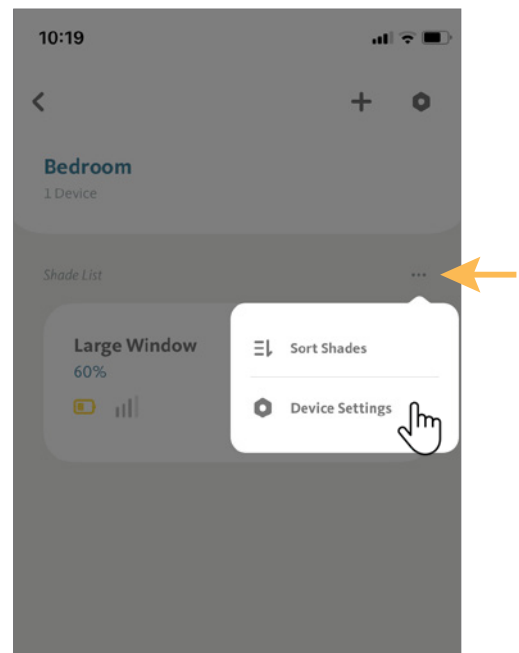 10:19
Bedroom
1 Device
Shade List
Large Window
60%
Sort Shades
Device Settings